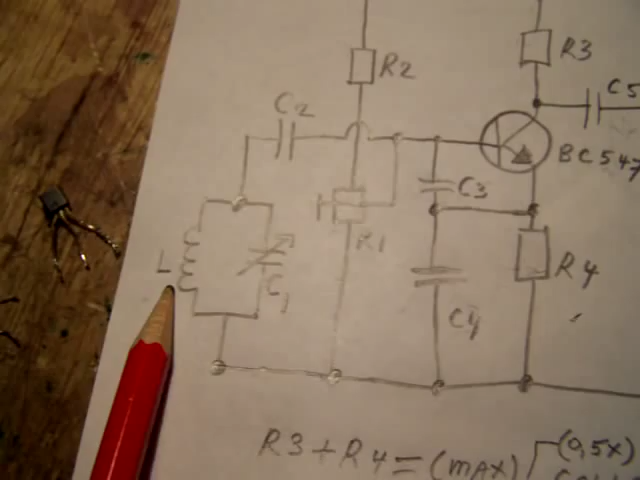 R2
R3
C5
C2
BC547
C3
R1
L
C1
R4
C4
R3+R4=(MAX) (0,5X)